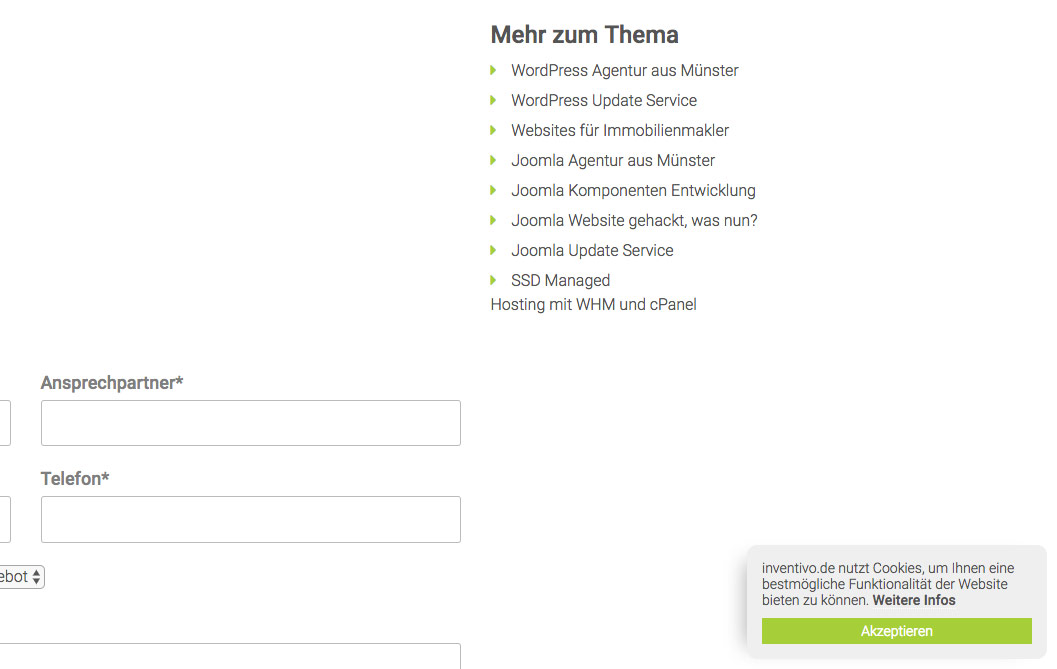 Mehr zum Thema
WordPress Agentur aus Münster
WordPress Update Service
Websites für Immobilienmakler
Joomla Agentur aus Münster
Joomla Komponenten Entwicklung
Joomla Website gehackt, was nun?
Joomla Update Service
SSD Managed
Hosting mit WHM und cPanel
Ansprechpartner*
Telefon*
ebot
inventivo.de nutzt Cookies, um Ihnen eine
bestmögliche Funktionalität der Website
bieten zu können. Weitere Infos
Akzeptieren